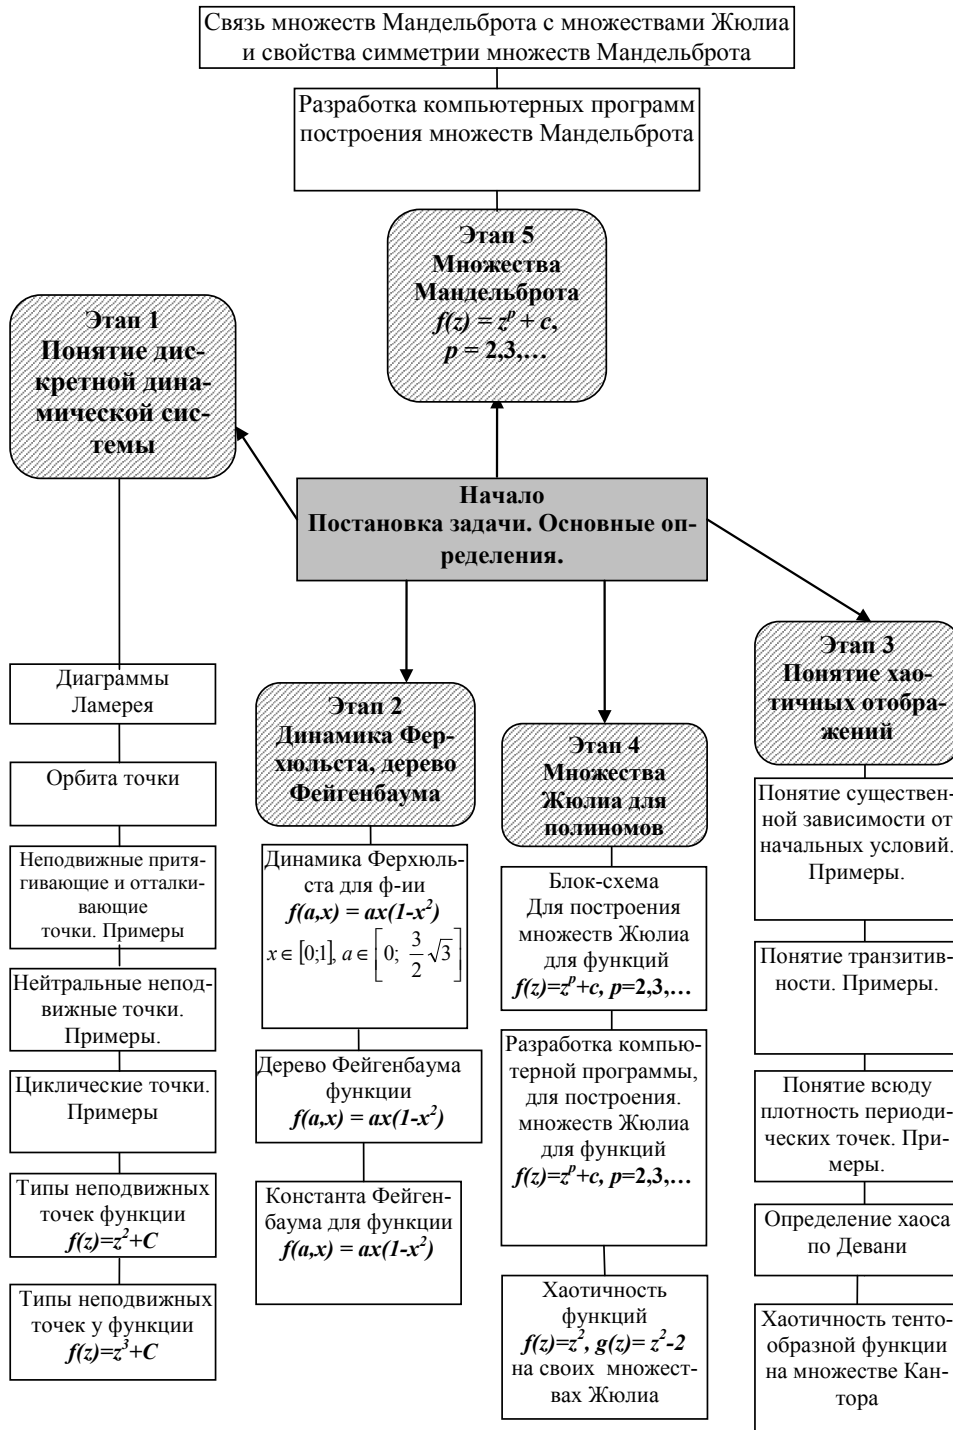 Связь множеств Мандельброта с множествами Жюлиа
и свойства симметрии множеств Мандельброта
Разработка компьютерных программ
построения множеств Мандельброта
Этап 5
Множества
Мандельброта
f(z) = z^p + c,
p = 2,3,…
Этап 1
Понятие дис-
кретной дина-
мической сис-
темы
Начало
Постановка задачи. Основные оп-
ределения.
Диаграммы
Ламерея
Орбита точки
Неподвижные притя-
гивающие и отталки-
вающие
точки. Примеры
Нейтральные непод-
вижные точки.
Примеры.
Циклические точки.
Примеры
Типы неподвижных
точек функции
f(z)=z^2+C
Типы неподвижных
точек у функции
f(z)=z^3+C
Этап 2
Динамика Фер-
хюльста, дерево
Фейгенбаума
Динамика Ферхюль-
ста для ф-ии
f(a,x) = ax(1-x^2)
x ∈ [0;1], a ∈ [0; 3/2 √3]
Дерево Фейгенбаума
функции
f(a,x) = ax(1-x^2)
Константа Фейген-
баума для функции
f(a,x) = ax(1-x^2)
Этап 4
Множества
Жюлиа для
полиномов
Блок-схема
Для построения
множеств Жюлиа
для функций
f(z)=z^p+c, p=2,3,…
Разработка компью-
терной программы,
для построения.
множеств Жюлиа
для функций
f(z)=z^p+c, p=2,3,…
Хаотичность
функций
f(z)=z^2, g(z)= z^2-2
на своих множест-
вах Жюлиа
Этап 3
Понятие хао-
тичных отобра-
жений
Понятие существен-
ной зависимости от
начальных условий.
Примеры.
Понятие транзитив-
ности. Примеры.
Понятие всюду
плотность периоди-
ческих точек. При-
меры.
Определение хаоса
по Девани
Хаотичность тенто-
образной функции
на множестве Кан-
тора